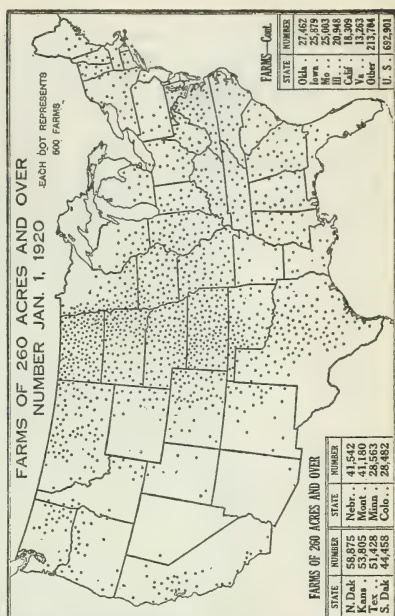 FARMS OF 260 ACRES AND OVER
NUMBER JAN. 1, 1920
EACH DOT REPRESENTS
500 FARMS
FARMS OF 260 ACRES AND OVER
STATE NUMBER STATE NUMBER
N. Dak 58,875 Nebr. . 41,542
Kans . . 53,805 Mont . 41,180
Tex . . 51,428 Minn 28,563
S. Dak 44,458 Colo . . 28,482
FARMS - Cont.
STATE NUMBER
Okla 27,462
Iowa 25,879
Mo . . 25,003
Ill . . 20,948
Calif 18,309
Va . . 13,263
Other 213,704
U. S . 692,901